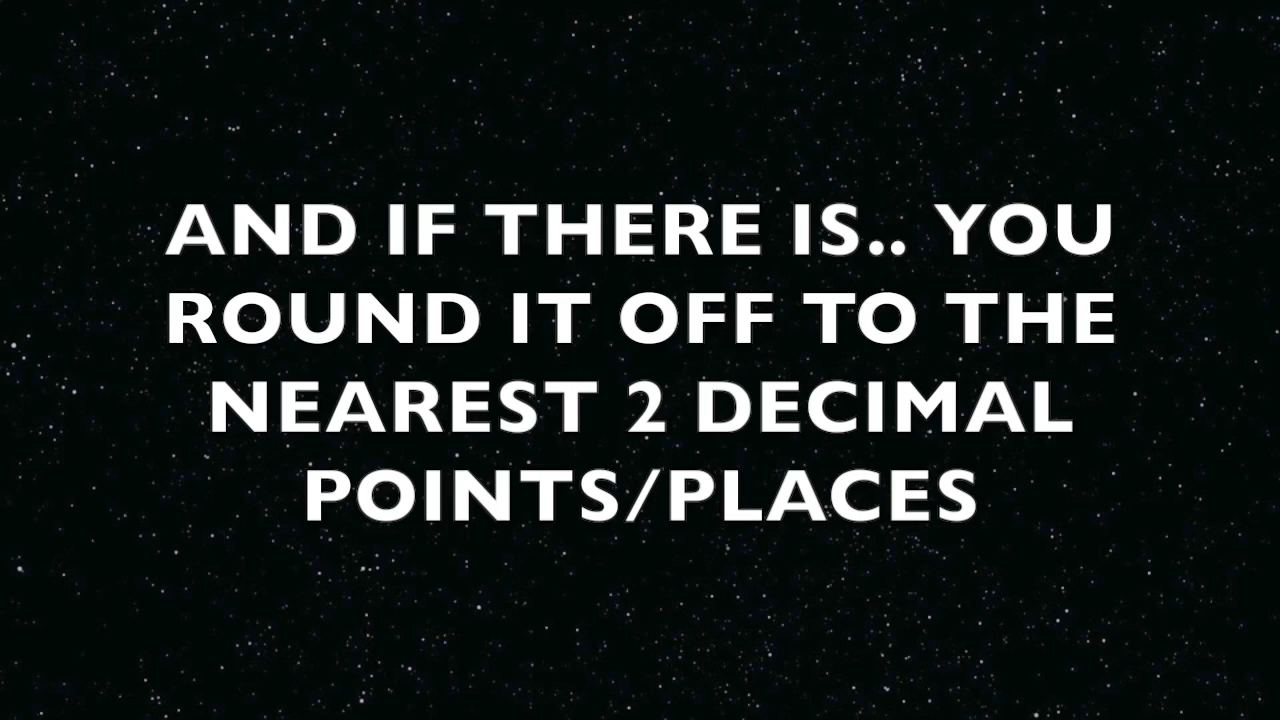 AND IF THERE IS.. YOU
ROUND IT OFF TO THE
NEAREST 2 DECIMAL
POINTS/PLACES